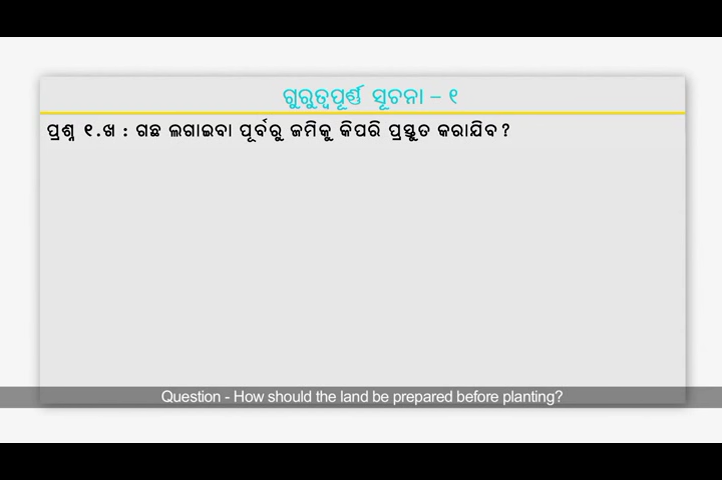 ଗୁରୁତ୍ୱପୂର୍ଣ୍ଣ ସୂଚନା – ୧
ପ୍ରଶ୍ନ ୧.ଖ : ଗଛ ଲଗାଇବା ପୂର୍ବରୁ ଜମିକୁ କିପରି ପ୍ରସ୍ତୁତ କରାଯିବ?
Question - How should the land be prepared before planting?